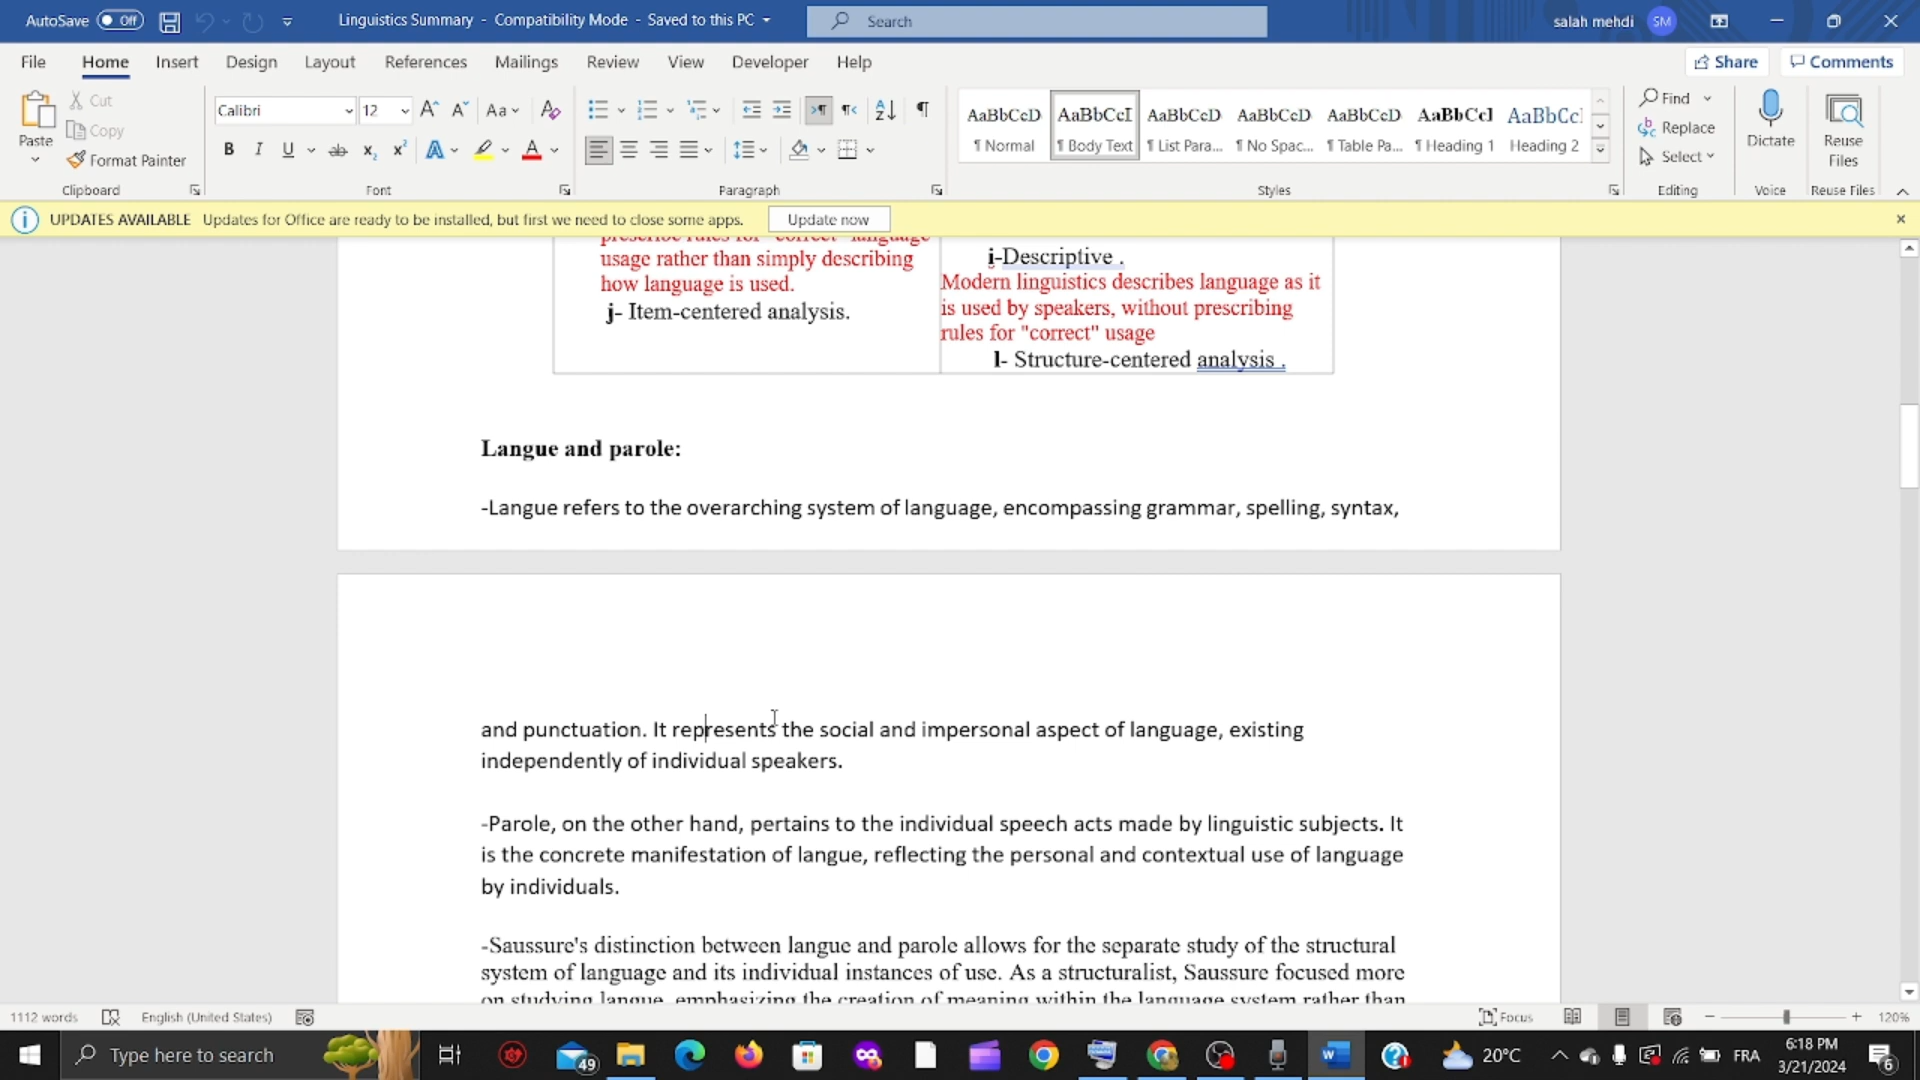 AutoSave Off Linguistics Summary - Compatibility Mode - Saved to this PC Search salah mehdi SM
File Home Insert Design Layout References Mailings Review View Developer Help Share Comments
Paste Cut Copy Format Painter
Clipboard
Calibri 12
Font
Paragraph
AaBbCcD AaBbCcI AaBbCcD AaBbCcD AaBbCcD AaBbCcI AaBbCc
¶ Normal ¶ Body Text ¶ List Para... ¶ No Spac... ¶ Table Pa... ¶ Heading 1 Heading 2
Styles
Find
Replace
Select
Editing
Dictate
Voice
Reuse Files
Reuse Files
UPDATES AVAILABLE Updates for Office are ready to be installed, but first we need to close some apps. Update now
prescribe rules for "correct" language
usage rather than simply describing
how language is used.
j- Item-centered analysis.
i-Descriptive .
Modern linguistics describes language as it
is used by speakers, without prescribing
rules for "correct" usage
l- Structure-centered analysis .
Langue and parole:
-Langue refers to the overarching system of language, encompassing grammar, spelling, syntax,
and punctuation. It represents the social and impersonal aspect of language, existing
independently of individual speakers.
-Parole, on the other hand, pertains to the individual speech acts made by linguistic subjects. It
is the concrete manifestation of langue, reflecting the personal and contextual use of language
by individuals.
-Saussure's distinction between langue and parole allows for the separate study of the structural
system of language and its individual instances of use. As a structuralist, Saussure focused more
on studying langue, emphasizing the creation of meaning within the language system rather than
1112 words English (United States) Focus 120%
Type here to search 49 20°C FRA 6:18 PM
3/21/2024 6